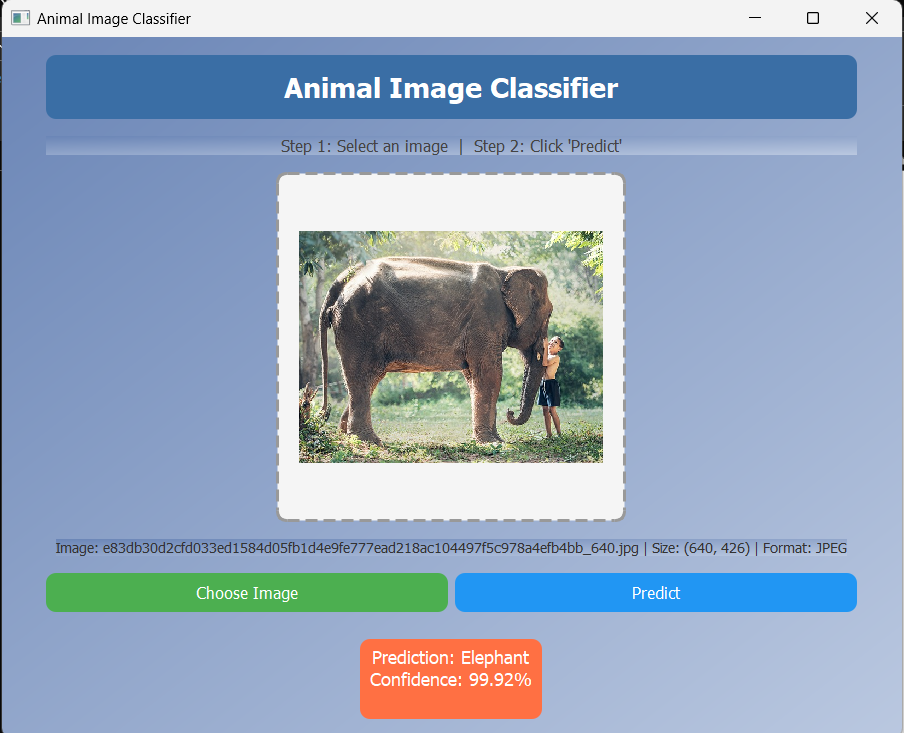 Animal Image Classifier
Animal Image Classifier
Step 1: Select an image | Step 2: Click 'Predict'
Image: e83db30d2cfd033ed1584d05fb1d4e9fe777ead218ac104497f5c978a4efb4bb_640.jpg | Size: (640, 426) | Format: JPEG
Choose Image
Predict
Prediction: Elephant
Confidence: 99.92%